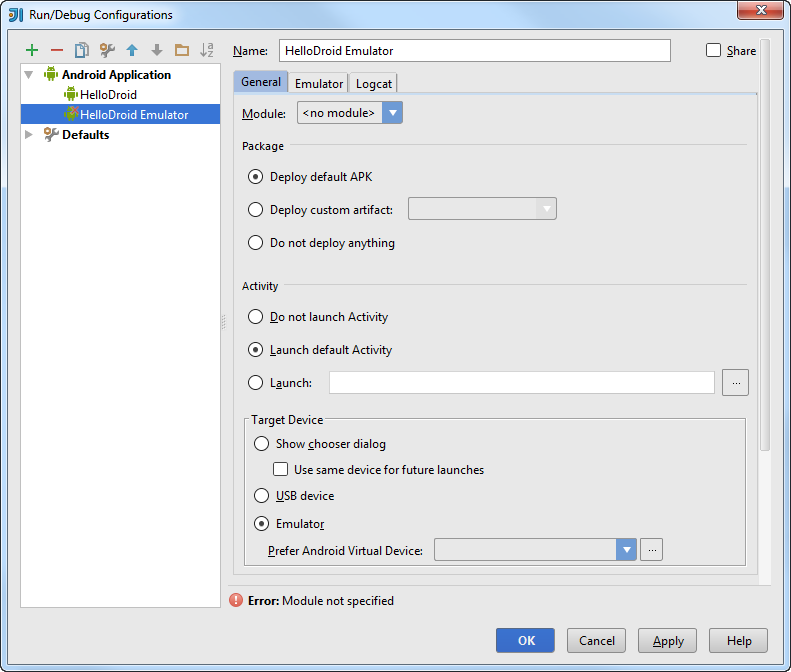 Run/Debug Configurations
Name: HelloDroid Emulator Share
Android Application
HelloDroid
HelloDroid Emulator
Defaults
General Emulator Logcat
Module: <no module>
Package
Deploy default APK
Deploy custom artifact:
Do not deploy anything
Activity
Do not launch Activity
Launch default Activity
Launch: ...
Target Device
Show chooser dialog
Use same device for future launches
USB device
Emulator
Prefer Android Virtual Device: ...
Error: Module not specified
OK Cancel Apply Help